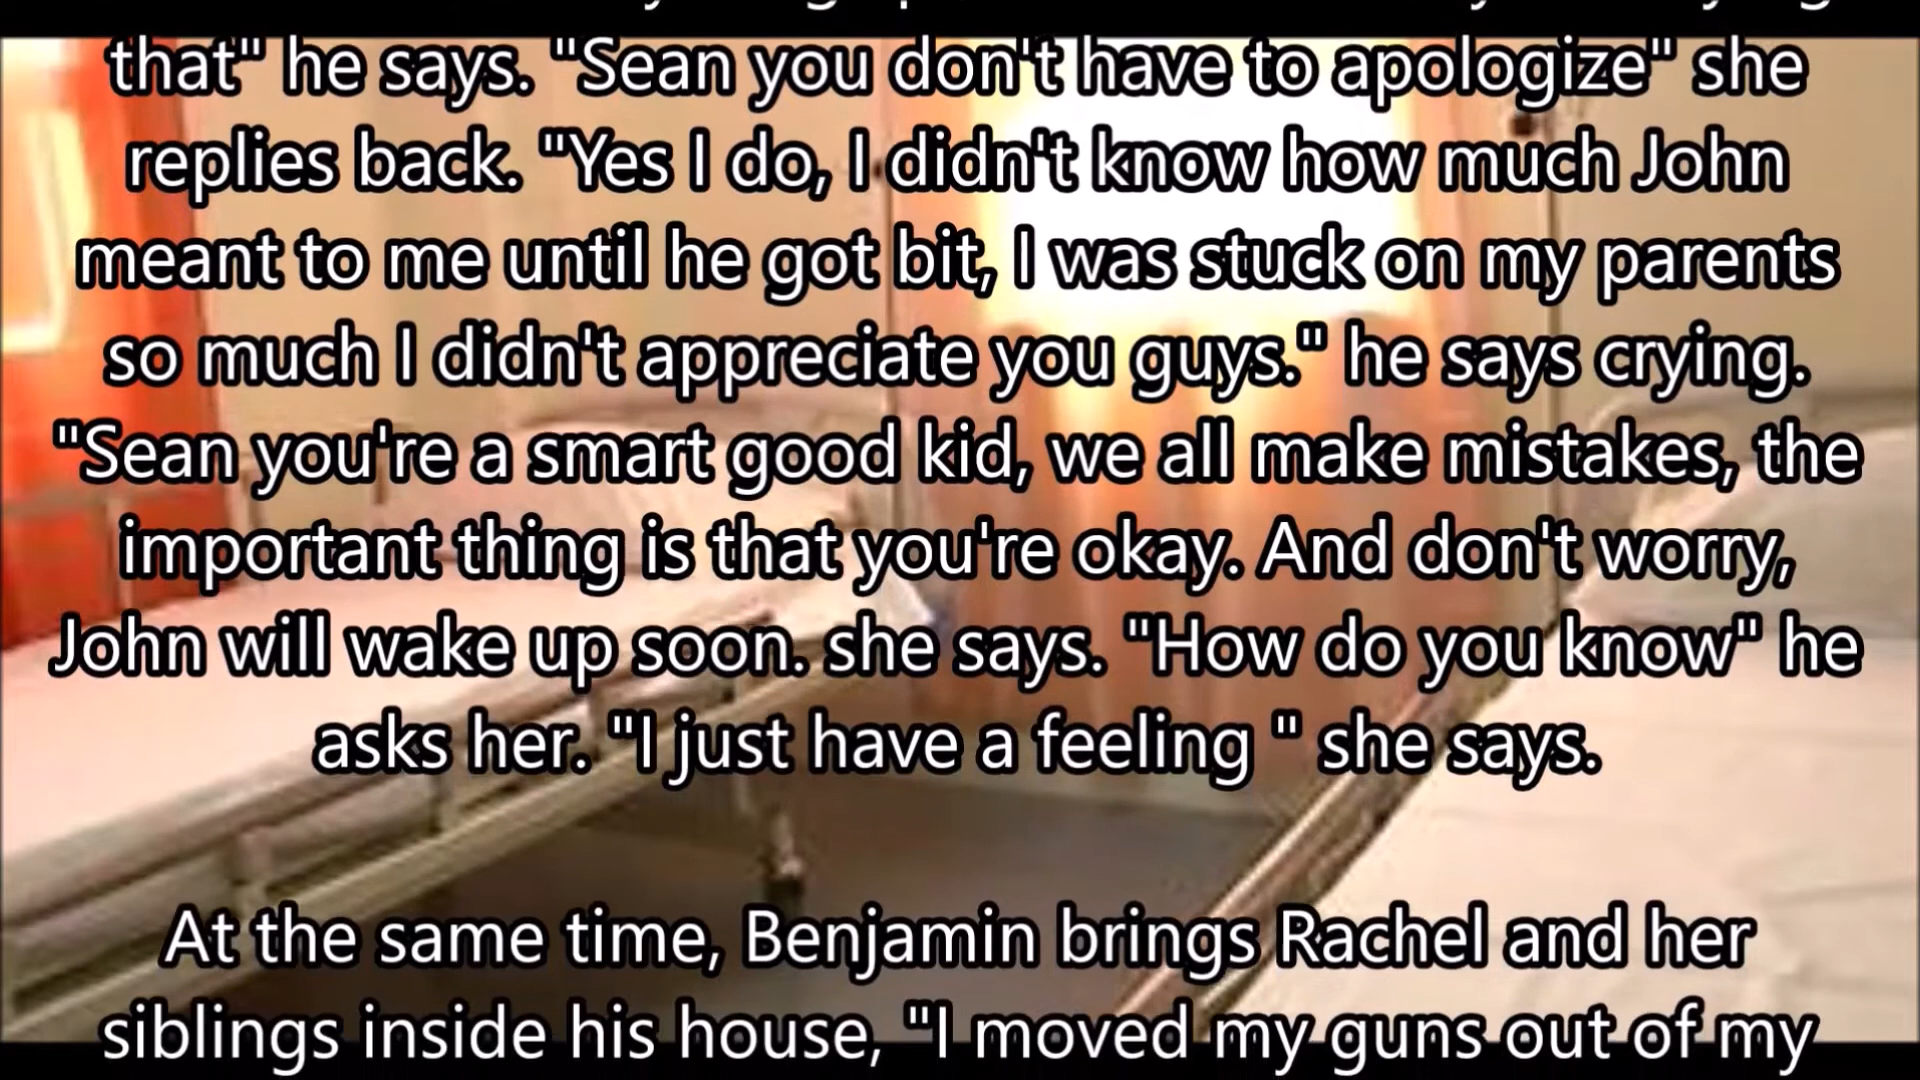 that" he says. "Sean you don't have to apologize" she
replies back. "Yes I do, I didn't know how much John
meant to me until he got bit, I was stuck on my parents
so much I didn't appreciate you guys." he says crying.
"Sean you're a smart good kid, we all make mistakes, the
important thing is that you're okay. And don't worry,
John will wake up soon. she says. "How do you know" he
asks her. "I just have a feeling " she says.
At the same time, Benjamin brings Rachel and her
siblings inside his house, "I moved my guns out of my